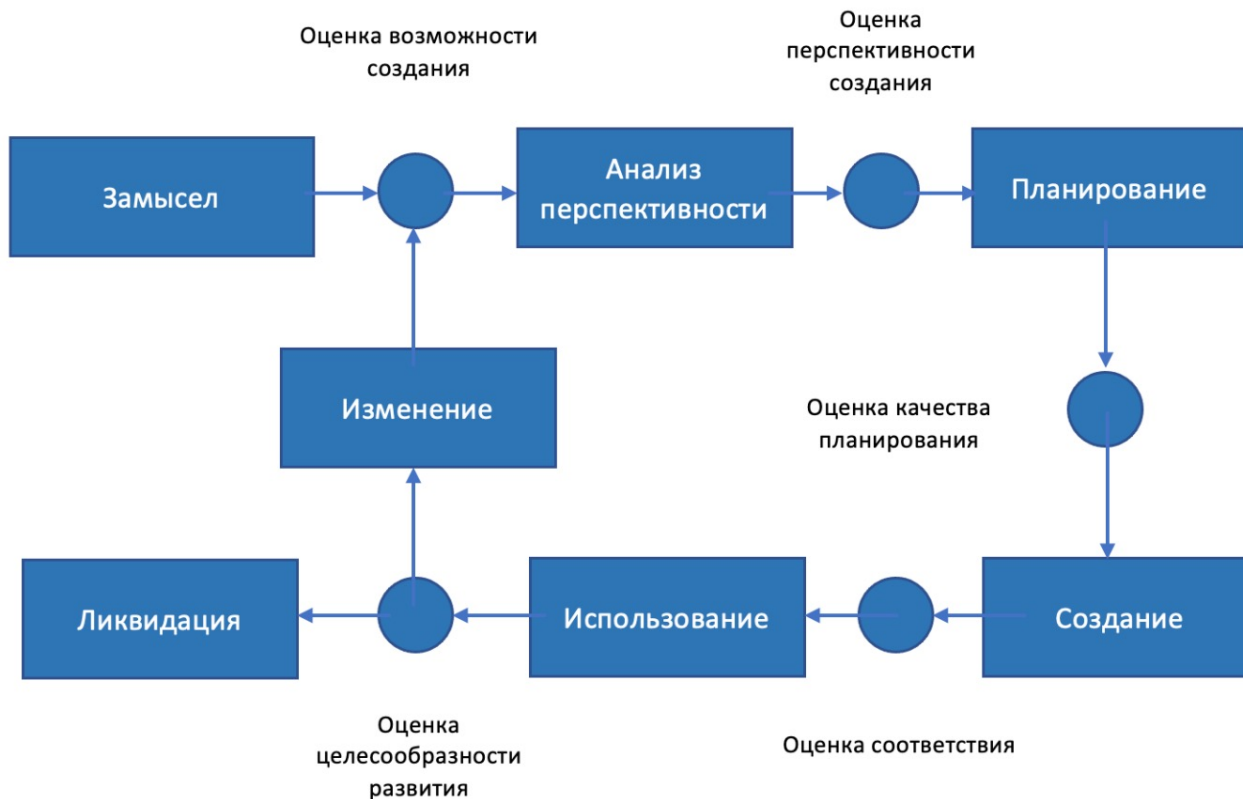 Оценка возможности
создания
Оценка
перспективности
создания
Замысел
Анализ
перспективности
Планирование
Изменение
Оценка качества
планирования
Ликвидация
Использование
Создание
Оценка
целесообразности
развития
Оценка соответствия